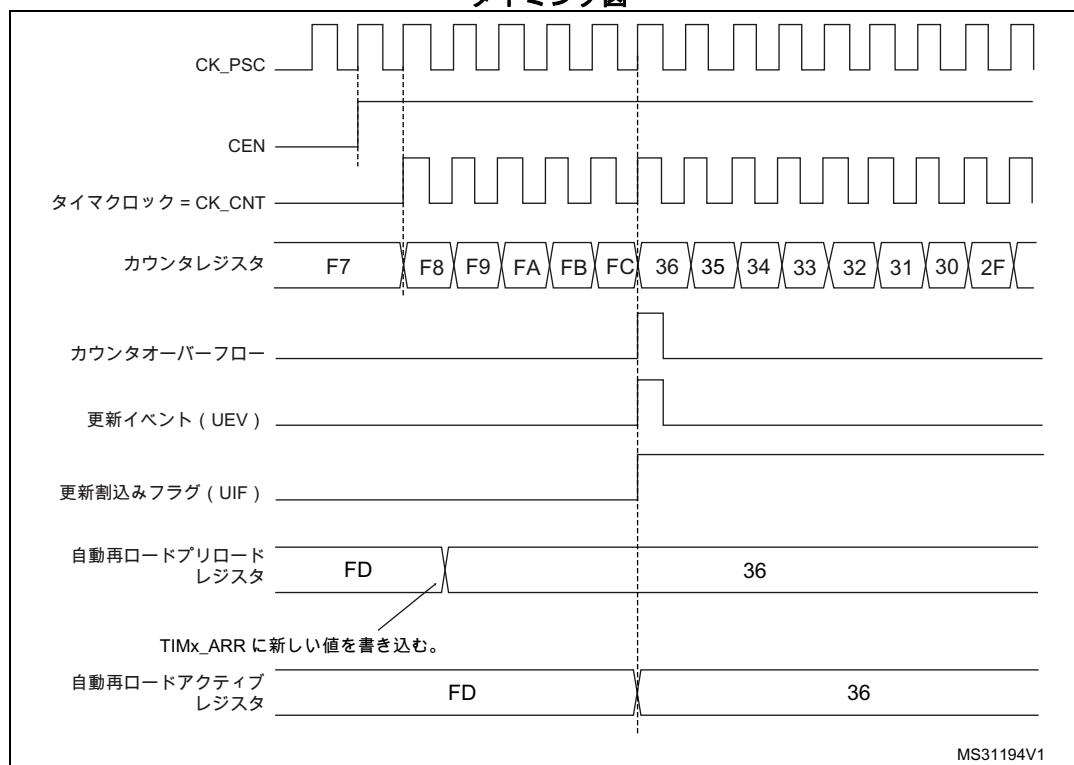 タイミング図
CK_PSC
CEN
タイマクロック = CK_CNT
カウンタレジスタ
F7 F8 F9 FA FB FC 36 35 34 33 32 31 30 2F
カウンタオーバーフロー
更新イベント ( UEV )
更新割込みフラグ ( UIF )
自動再ロードプリロード
レジスタ
FD 36
TIMx_ARR に新しい値を書き込む。
自動再ロードアクティブ
レジスタ
FD 36
MS31194V1